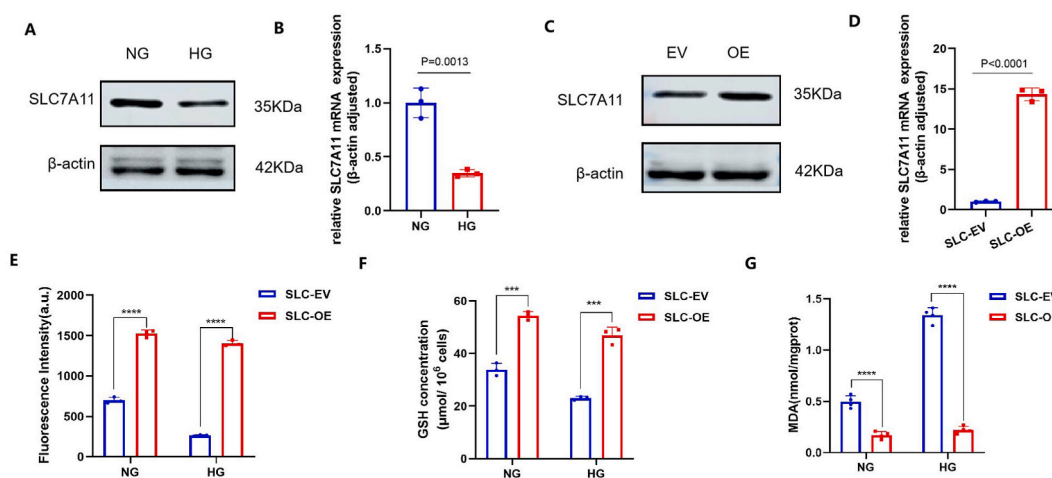 A
NG HG
SLC7A11
35KDa
β-actin
42KDa
B
relative SLC7A11 mRNA expression
(β-actin adjusted)
1.5
1.0
0.5
0.0
P=0.0013
NG HG
C
EV OE
SLC7A11
35KDa
β-actin
42KDa
D
relative SLC7A11 mRNA expression
(β-actin adjusted)
20
15
10
5
0
P<0.0001
SLC-EV SLC-OE
E
Fluorescence Intensity(a.u.)
2000
1500
1000
500
0
****
****
NG HG
SLC-EV
SLC-OE
F
GSH concentration
(μmol/ 10⁶ cells)
60
40
20
0
***
***
NG HG
SLC-EV
SLC-OE
G
MDA(nmol/mgprot)
1.5
1.0
0.5
0.0
****
****
NG HG
SLC-EV
SLC-O